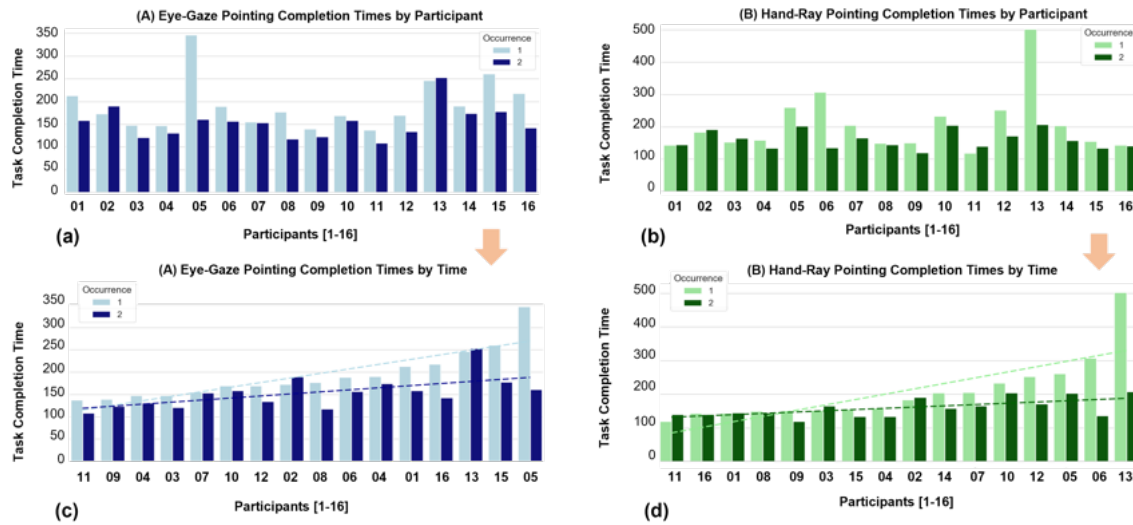 (A) Eye-Gaze Pointing Completion Times by Participant
Task Completion Time
350
300
250
200
150
100
50
0
Occurrence
1
2
01 02 03 04 05 06 07 08 09 10 11 12 13 14 15 16
Participants [1-16]
(a)
(B) Hand-Ray Pointing Completion Times by Participant
Task Completion Time
500
400
300
200
100
0
Occurrence
1
2
01 02 03 04 05 06 07 08 09 10 11 12 13 14 15 16
Participants [1-16]
(b)
(A) Eye-Gaze Pointing Completion Times by Time
Task Completion Time
350
300
250
200
150
100
50
0
Occurrence
1
2
11 09 04 03 07 10 12 02 08 06 04 01 16 13 15 05
Participants [1-16]
(c)
(B) Hand-Ray Pointing Completion Times by Time
Task Completion Time
500
400
300
200
100
0
Occurrence
1
2
11 16 01 08 09 03 15 04 02 14 07 10 12 05 06 13
Participants [1-16]
(d)